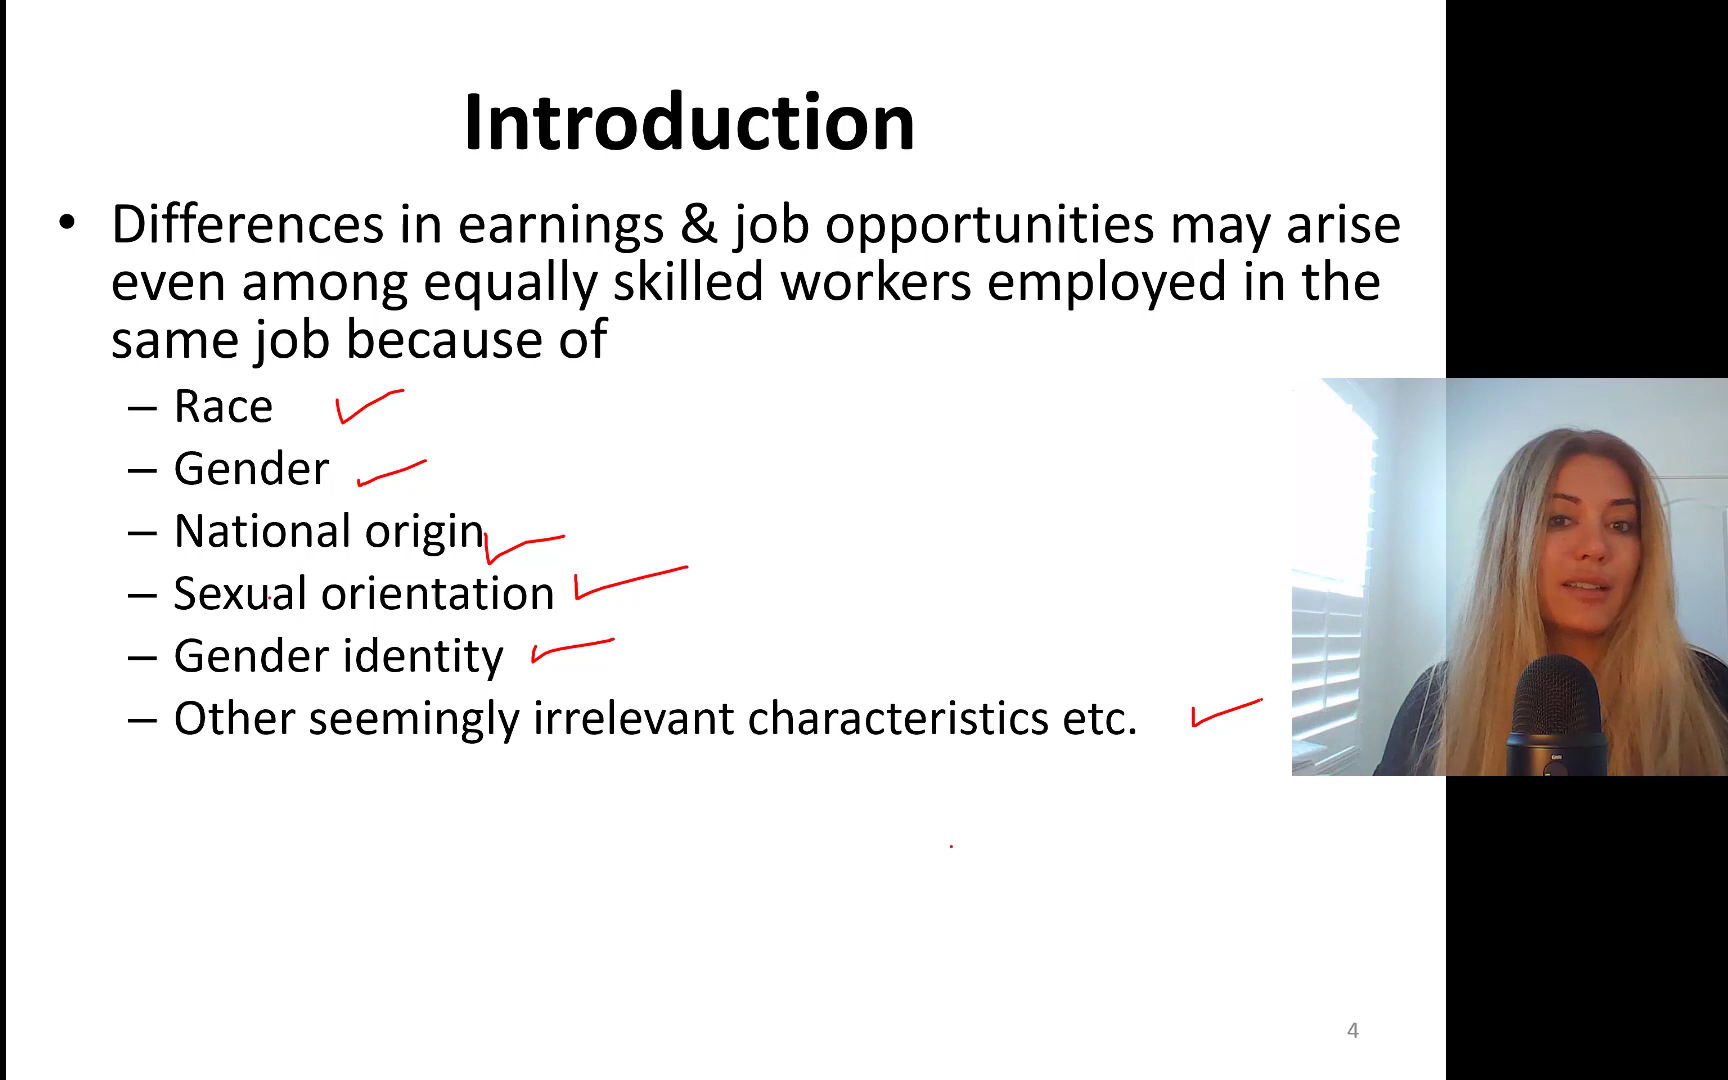 Introduction
• Differences in earnings & job opportunities may arise
even among equally skilled workers employed in the
same job because of
– Race
– Gender
– National origin
– Sexual orientation
– Gender identity
– Other seemingly irrelevant characteristics etc.
4